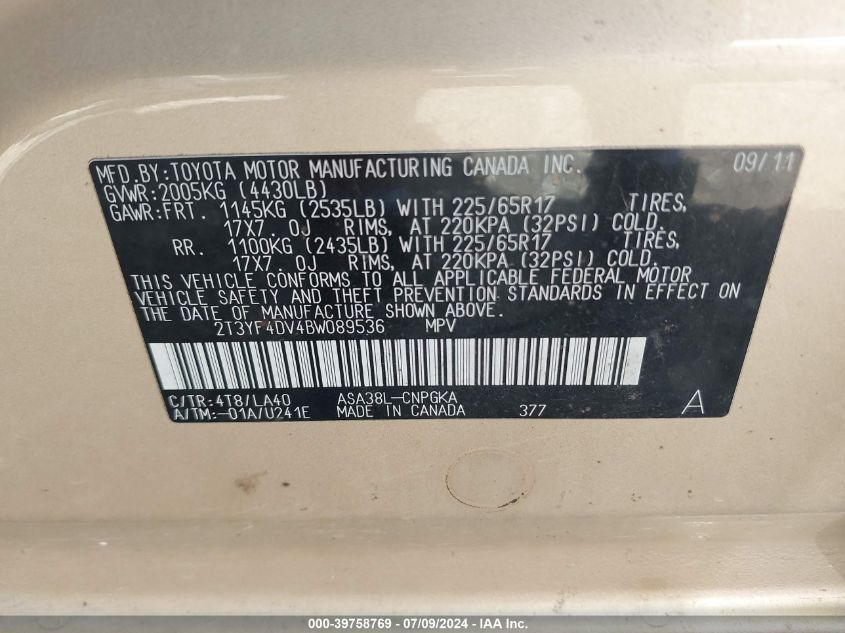 MFD.BY:TOYOTA MOTOR MANUFACTURING CANADA INC. 09/11
GVWR:2005KG (4430LB)
GAWR:FRT. 1145KG (2535LB) WITH 225/65R17 TIRES,
17X7.0J RIMS, AT 220KPA (32PSI) COLD.
RR. 1100KG (2435LB) WITH 225/65R17 TIRES,
17X7.0J RIMS, AT 220KPA (32PSI) COLD.
THIS VEHICLE CONFORMS TO ALL APPLICABLE FEDERAL MOTOR
VEHICLE SAFETY AND THEFT PREVENTION STANDARDS IN EFFECT ON
THE DATE OF MANUFACTURE SHOWN ABOVE.
2T3YF4DV4BW089536 MPV
C/TR:4T8/LA40 ASA38L-CNPGKA
A/TM:-01A/U241E MADE IN CANADA 377 A
000-39758769 - 07/09/2024 - IAA Inc.